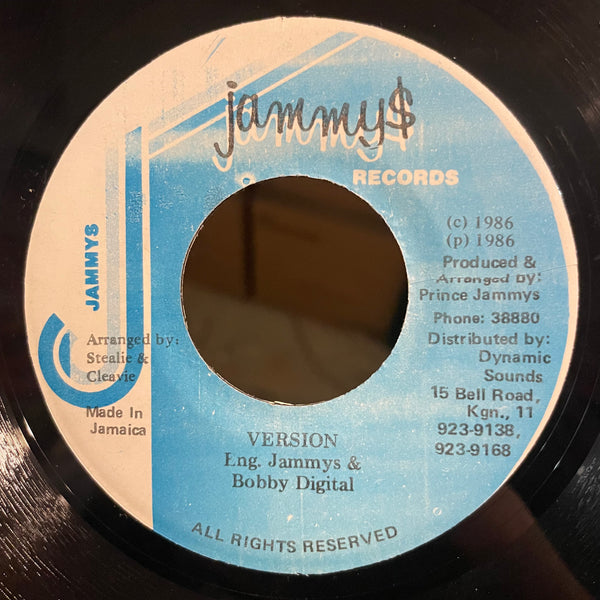 jammy$
RECORDS
JAMMYS
(c) 1986
(p) 1986
Produced &
Arranged by:
Prince Jammys
Phone: 38880
Distributed by:
Dynamic
Sounds
15 Bell Road,
Kgn., 11
923-9138,
923-9168
Arranged by:
Stealie &
Cleavie
Made In
Jamaica
VERSION
Eng. Jammys &
Bobby Digital
ALL RIGHTS RESERVED